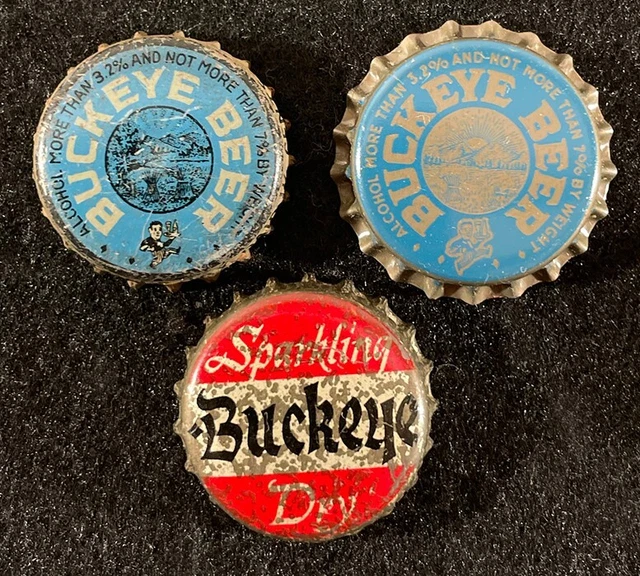 ALCOHOL MORE THAN 3.2% AND NOT MORE THAN 7% BY WEIGHT
BUCKEYE BEER
ALCOHOL MORE THAN 3.2% AND NOT MORE THAN 7% BY WEIGHT
BUCKEYE BEER
Sparkling
Buckeye
Dry